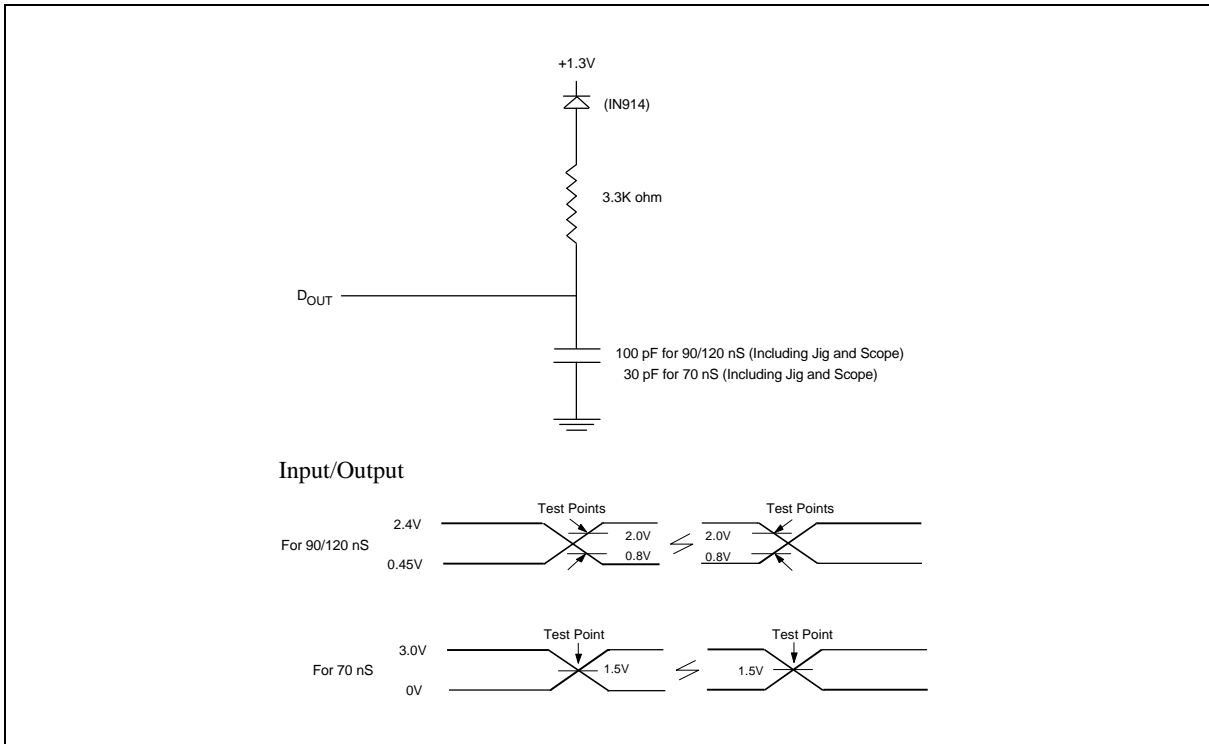 +1.3V
(IN914)
3.3K ohm
DOUT
100 pF for 90/120 nS (Including Jig and Scope)
30 pF for 70 nS (Including Jig and Scope)
Input/Output
Test Points
Test Points
2.4V
For 90/120 nS
2.0V
2.0V
0.8V
0.8V
0.45V
Test Point
Test Point
3.0V
For 70 nS
1.5V
1.5V
0V